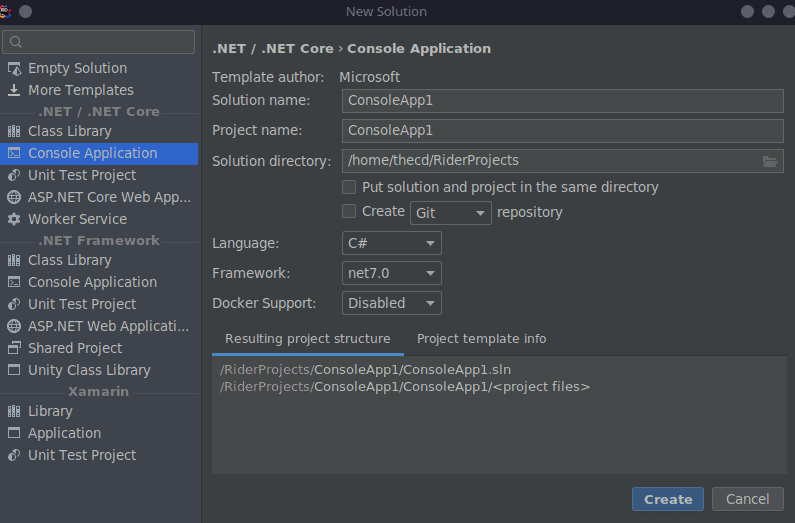 New Solution
Empty Solution
More Templates
.NET / .NET Core
Class Library
Console Application
Unit Test Project
ASP.NET Core Web App...
Worker Service
.NET Framework
Class Library
Console Application
Unit Test Project
ASP.NET Web Applicati...
Shared Project
Unity Class Library
Xamarin
Library
Application
Unit Test Project
.NET / .NET Core › Console Application
Template author: Microsoft
Solution name: ConsoleApp1
Project name: ConsoleApp1
Solution directory: /home/thecd/RiderProjects
Put solution and project in the same directory
Create Git repository
Language: C#
Framework: net7.0
Docker Support: Disabled
Resulting project structure Project template info
/RiderProjects/ConsoleApp1/ConsoleApp1.sln
/RiderProjects/ConsoleApp1/ConsoleApp1/<project files>
Create Cancel